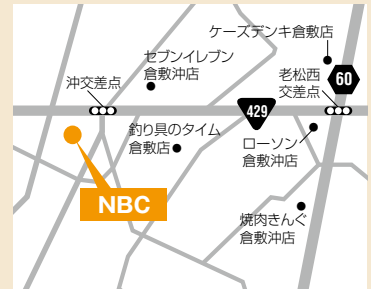 ケーズデンキ倉敷店
セブンイレブン
倉敷沖店
沖交差点
老松西
交差点
60
429
釣り具のタイム
倉敷店
ローソン
倉敷沖店
NBC
焼肉きんぐ
倉敷沖店